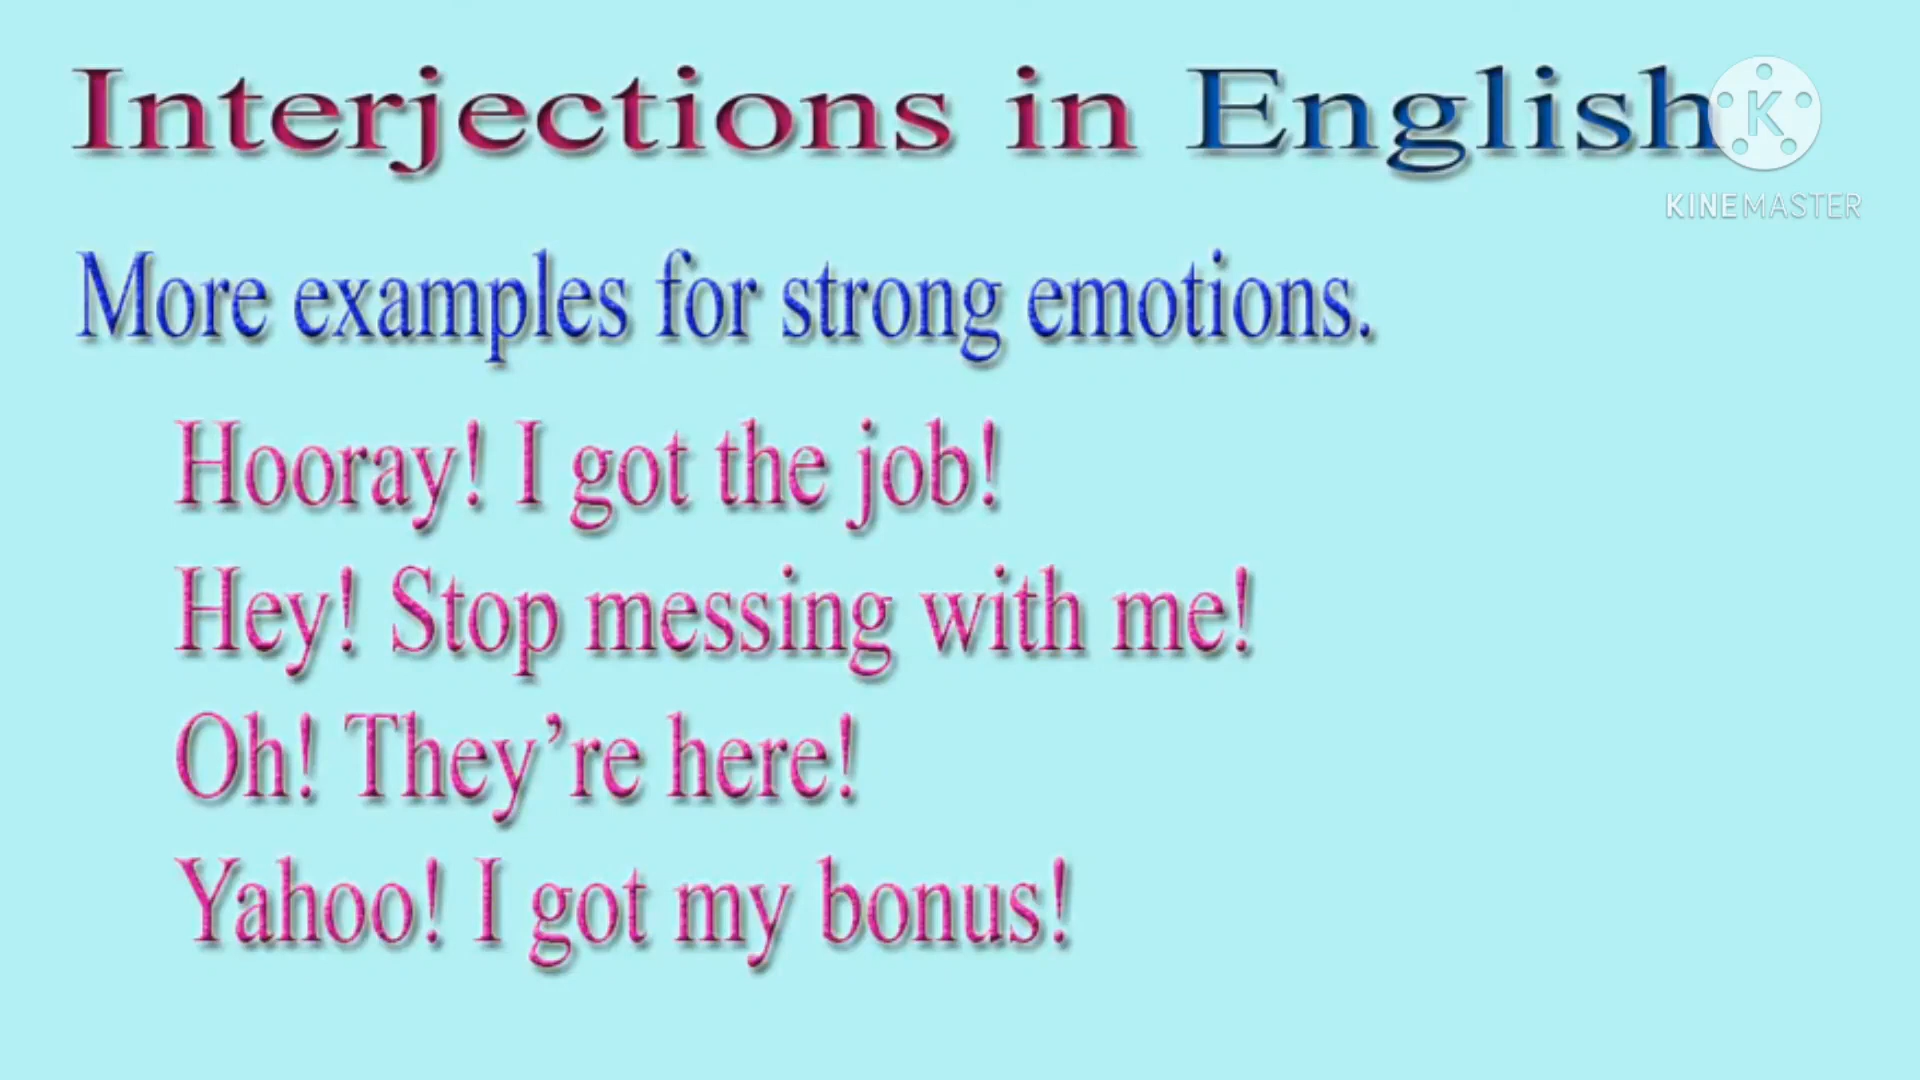 Interjections in English
K
KINEMASTER
More examples for strong emotions.
Hooray! I got the job!
Hey! Stop messing with me!
Oh! They’re here!
Yahoo! I got my bonus!